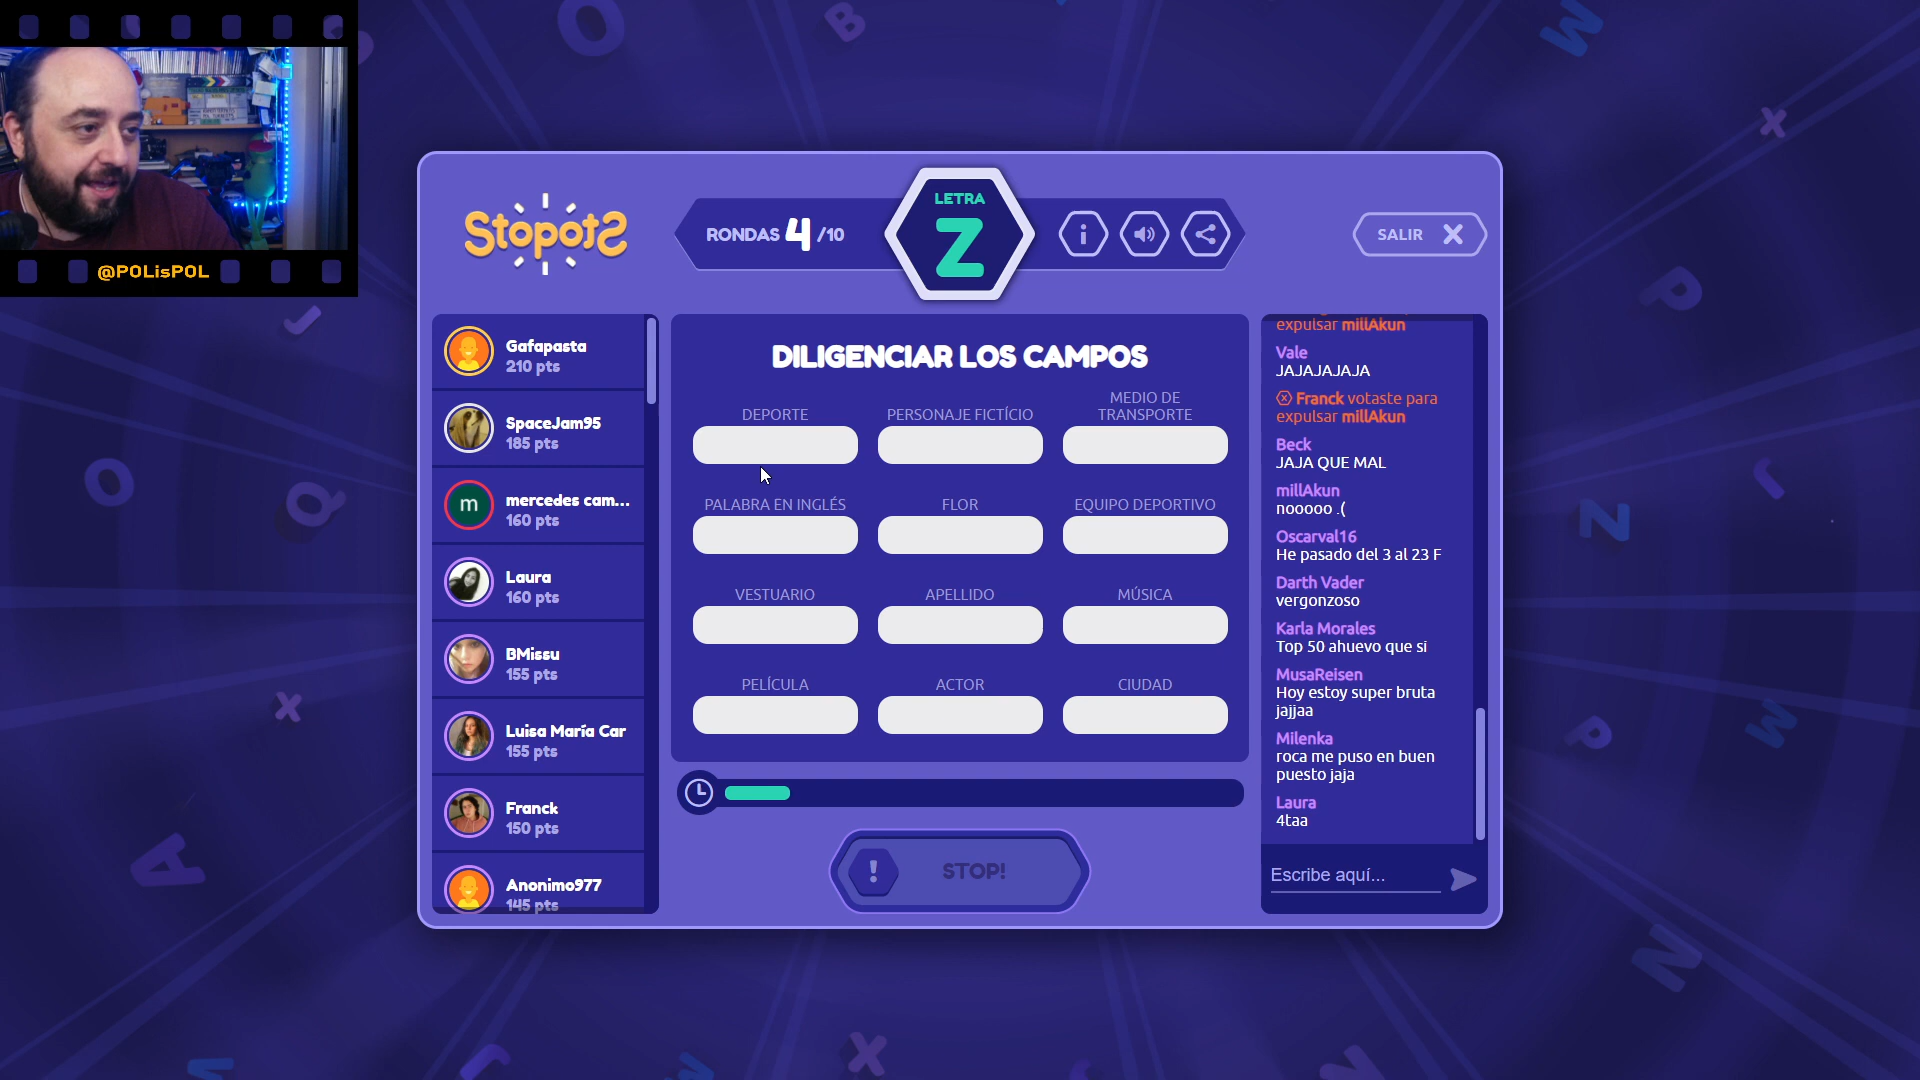 @POLisPOL
StopotS
RONDAS 4/10
LETRA
Z
SALIR
Gafapasta
210 pts
SpaceJam95
185 pts
m
mercedes cam...
160 pts
Laura
160 pts
BMissu
155 pts
Luisa María Car
155 pts
Franck
150 pts
Anonimo977
145 pts
DILIGENCIAR LOS CAMPOS
DEPORTE
PERSONAJE FICTÍCIO
MEDIO DE
TRANSPORTE
PALABRA EN INGLÉS
FLOR
EQUIPO DEPORTIVO
VESTUARIO
APELLIDO
MÚSICA
PELÍCULA
ACTOR
CIUDAD
! STOP!
expulsar millAkun
Vale
JAJAJAJAJA
Franck votaste para
expulsar millAkun
Beck
JAJA QUE MAL
millAkun
nooooo .(
Oscarval16
He pasado del 3 al 23 F
Darth Vader
vergonzoso
Karla Morales
Top 50 ahuevo que si
MusaReisen
Hoy estoy super bruta
jajjaa
Milenka
roca me puso en buen
puesto jaja
Laura
4taa
Escribe aquí...